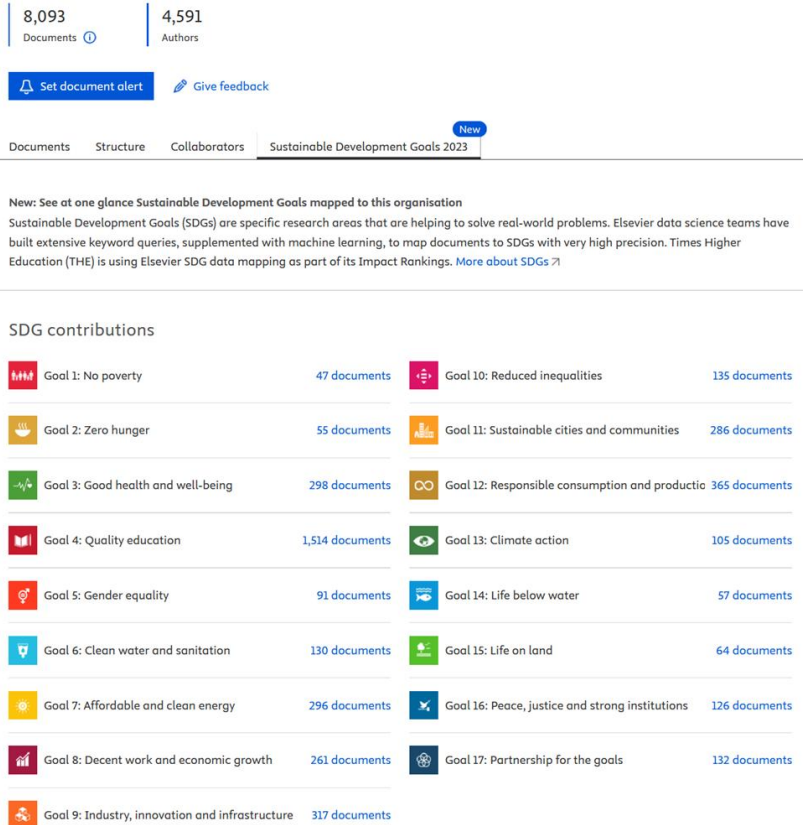 8,093
Documents
4,591
Authors
Set document alert
Give feedback
New
Documents
Structure
Collaborators
Sustainable Development Goals 2023
New: See at one glance Sustainable Development Goals mapped to this organisation
Sustainable Development Goals (SDGs) are specific research areas that are helping to solve real-world problems. Elsevier data science teams have
built extensive keyword queries, supplemented with machine learning, to map documents to SDGs with very high precision. Times Higher
Education (THE) is using Elsevier SDG data mapping as part of its Impact Rankings. More about SDGs
SDG contributions
Goal 1: No poverty 47 documents
Goal 2: Zero hunger 55 documents
Goal 3: Good health and well-being 298 documents
Goal 4: Quality education 1,514 documents
Goal 5: Gender equality 91 documents
Goal 6: Clean water and sanitation 130 documents
Goal 7: Affordable and clean energy 296 documents
Goal 8: Decent work and economic growth 261 documents
Goal 9: Industry, innovation and infrastructure 317 documents
Goal 10: Reduced inequalities 135 documents
Goal 11: Sustainable cities and communities 286 documents
Goal 12: Responsible consumption and productio 365 documents
Goal 13: Climate action 105 documents
Goal 14: Life below water 57 documents
Goal 15: Life on land 64 documents
Goal 16: Peace, justice and strong institutions 126 documents
Goal 17: Partnership for the goals 132 documents